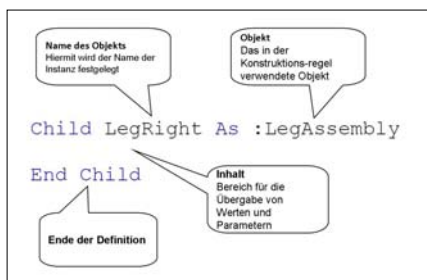 Name des Objekts
Hiermit wird der Name der
Instanz festgelegt
Objekt
Das in der
Konstruktions-regel
verwendete Objekt
Child LegRight As :LegAssembly
End Child
Inhalt
Bereich für die
Übergabe von
Werten und
Parametern
Ende der Definition